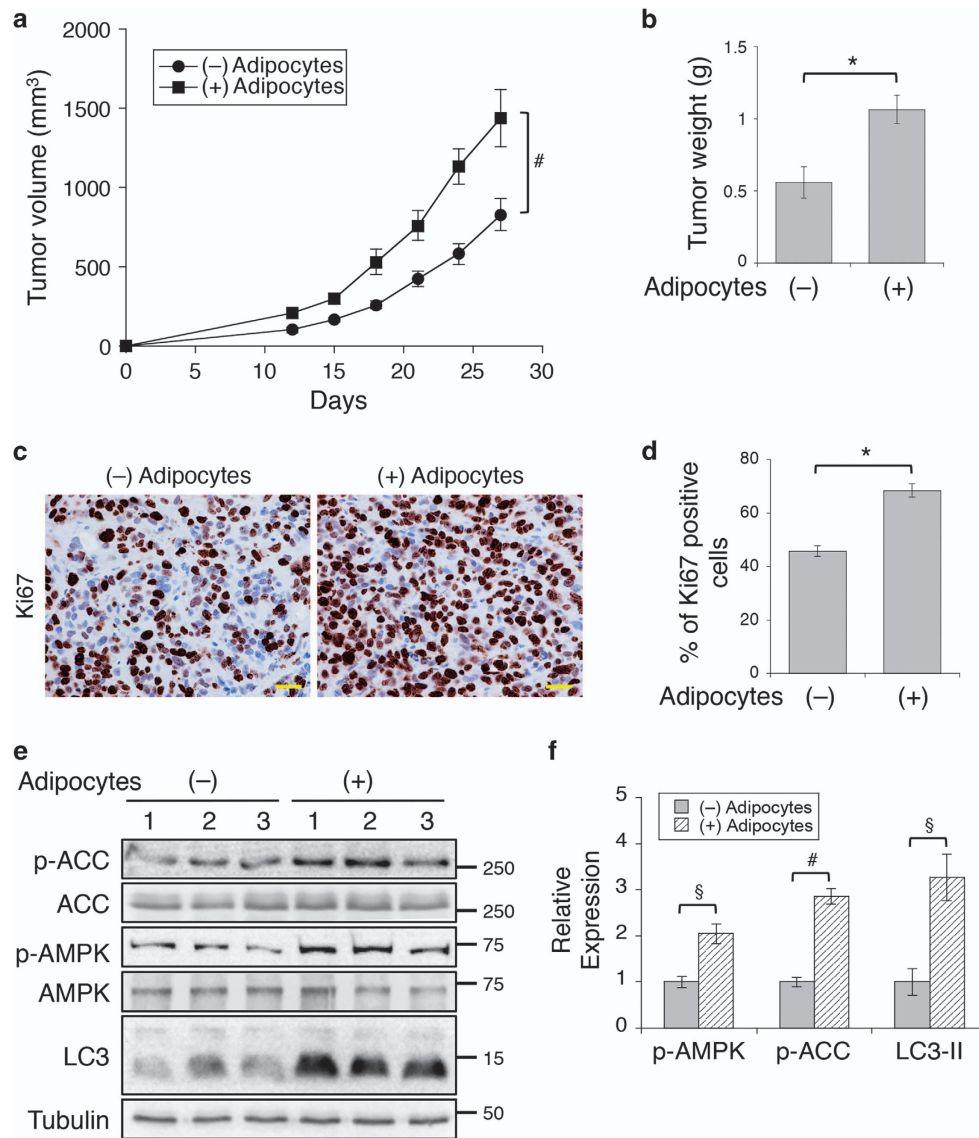 a
2000
1500
1000
500
0
Tumor volume (mm³)
(–) Adipocytes
(+) Adipocytes
#
0 5 10 15 20 25 30
Days
b
1.5
1
0.5
0
Tumor weight (g)
*
Adipocytes (–) (+)
c
(–) Adipocytes (+) Adipocytes
Ki67
d
80
60
40
20
0
% of Ki67 positive
cells
*
Adipocytes (–) (+)
e
Adipocytes (–) (+)
1 2 3 1 2 3
p-ACC 250
ACC 250
p-AMPK 75
AMPK 75
LC3 15
Tubulin 50
f
5
4
3
2
1
0
Relative
Expression
(–) Adipocytes
(+) Adipocytes
§ # §
p-AMPK p-ACC LC3-II